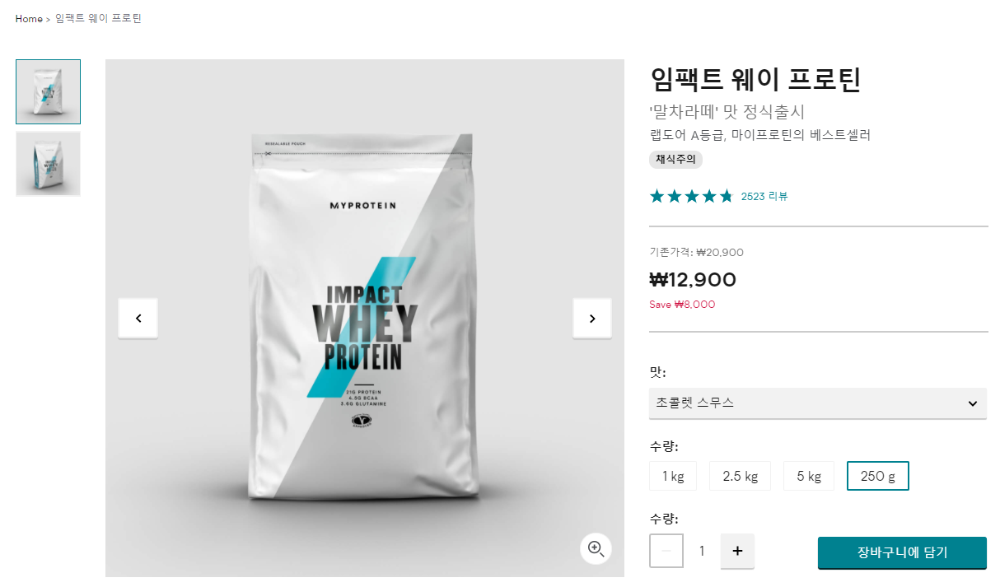 Home > 임팩트 웨이 프로틴
임팩트 웨이 프로틴
'말차라떼' 맛 정식출시
랩도어 A등급, 마이프로틴의 베스트셀러
채식주의
2523 리뷰
기존가격: ₩20,900
₩12,900
Save ₩8,000
맛:
초콜렛 스무스
수량:
1 kg
2.5 kg
5 kg
250 g
수량:
1
장바구니에 담기
RESEALABLE POUCH
MYPROTEIN
IMPACT
WHEY
PROTEIN
21G PROTEIN
4.5G BCAA
3.6G GLUTAMINE